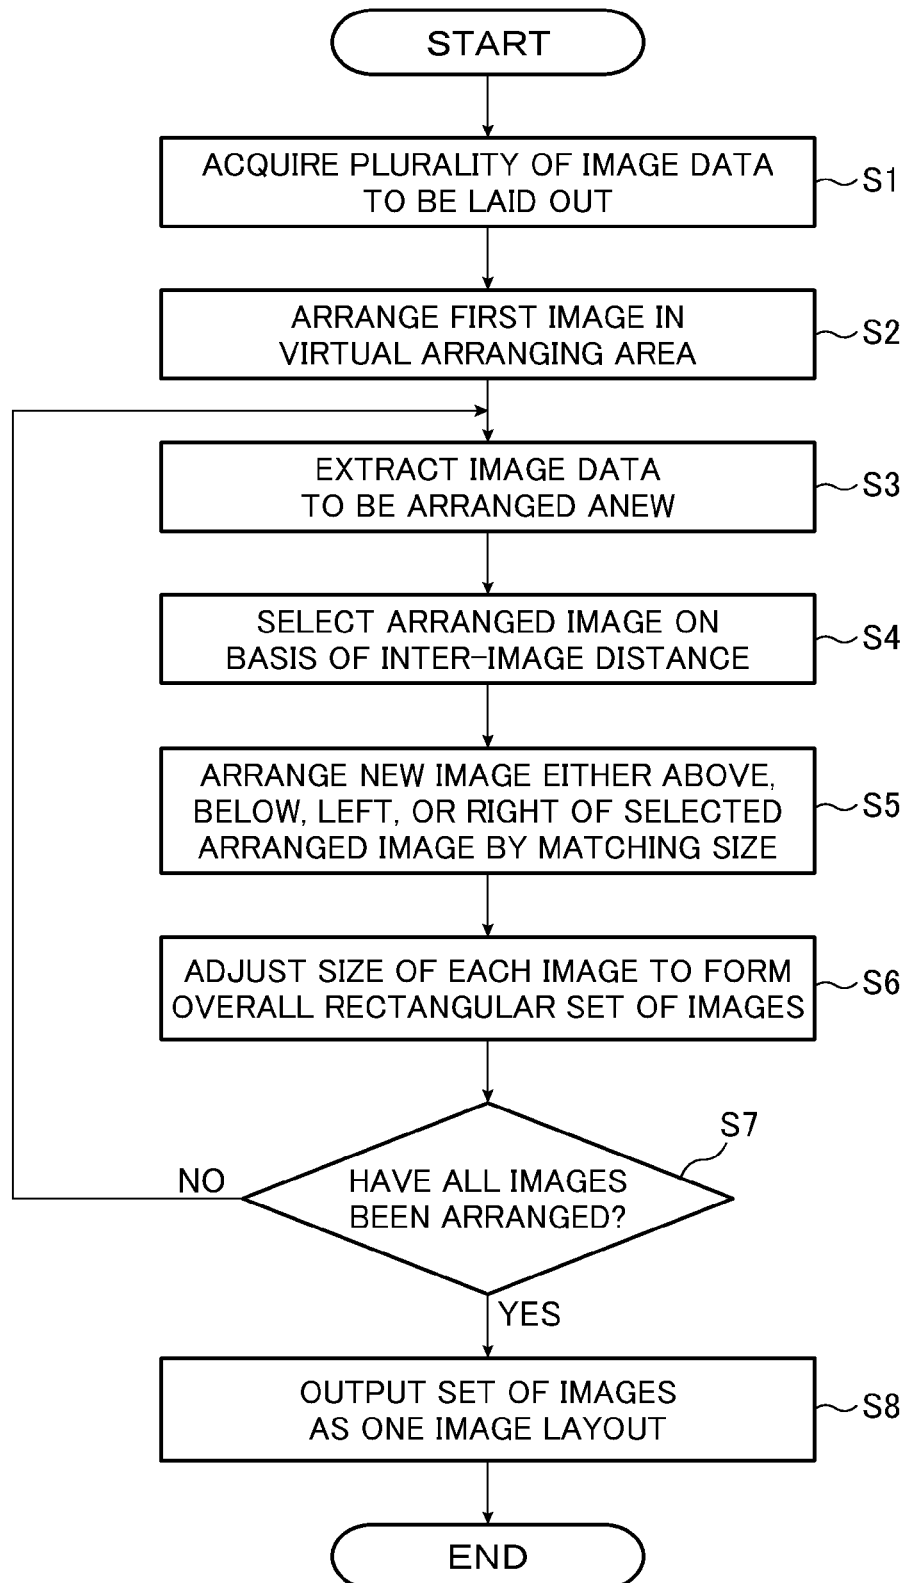 START
ACQUIRE PLURALITY OF IMAGE DATA
TO BE LAID OUT
S1
ARRANGE FIRST IMAGE IN
VIRTUAL ARRANGING AREA
S2
EXTRACT IMAGE DATA
TO BE ARRANGED ANEW
S3
SELECT ARRANGED IMAGE ON
BASIS OF INTER-IMAGE DISTANCE
S4
ARRANGE NEW IMAGE EITHER ABOVE,
BELOW, LEFT, OR RIGHT OF SELECTED
ARRANGED IMAGE BY MATCHING SIZE
S5
ADJUST SIZE OF EACH IMAGE TO FORM
OVERALL RECTANGULAR SET OF IMAGES
S6
S7
NO
HAVE ALL IMAGES
BEEN ARRANGED?
YES
OUTPUT SET OF IMAGES
AS ONE IMAGE LAYOUT
S8
END